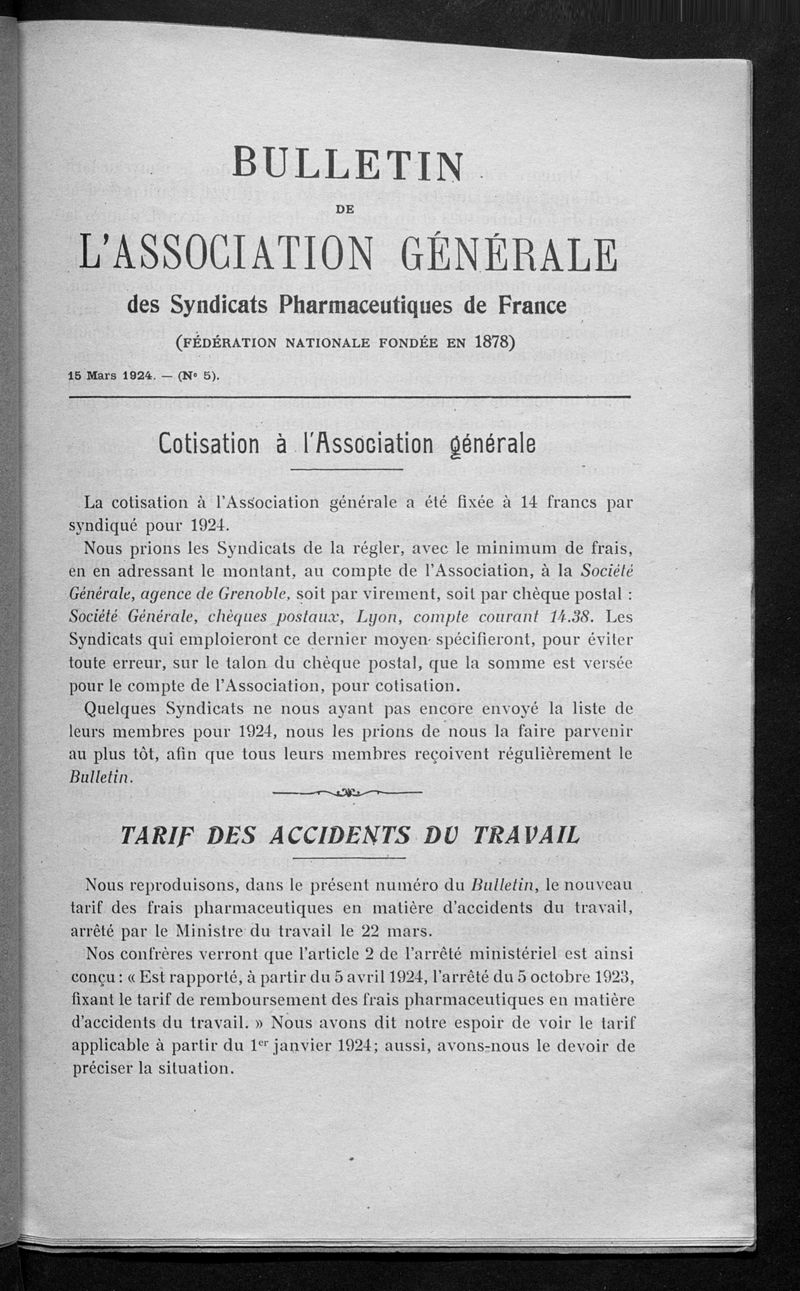 BULLETIN
DE
L'ASSOCIATION GÉNÉRALE
des Syndicats Pharmaceutiques de France
(FÉDÉRATION NATIONALE FONDÉE EN 1878)
15 Mars 1924. — (N° 5).
Cotisation à l'Association générale
La cotisation à l'Association générale a été fixée à 14 francs par
syndiqué pour 1924.
Nous prions les Syndicats de la régler, avec le minimum de frais,
en en adressant le montant, au compte de l'Association, à la Société
Générale, agence de Grenoble, soit par virement, soit par chèque postal :
Société Générale, chèques postaux, Lyon, compte courant 14.38. Les
Syndicats qui emploieront ce dernier moyen spécifieront, pour éviter
toute erreur, sur le talon du chèque postal, que la somme est versée
pour le compte de l'Association, pour cotisation.
Quelques Syndicats ne nous ayant pas encore envoyé la liste de
leurs membres pour 1924, nous les prions de nous la faire parvenir
au plus tôt, afin que tous leurs membres reçoivent régulièrement le
Bulletin.
TARIF DES ACCIDENTS DU TRAVAIL
Nous reproduisons, dans le présent numéro du Bulletin, le nouveau
tarif des frais pharmaceutiques en matière d'accidents du travail,
arrêté par le Ministre du travail le 22 mars.
Nos confrères verront que l'article 2 de l'arrêté ministériel est ainsi
conçu : « Est rapporté, à partir du 5 avril 1924, l'arrêté du 5 octobre 1923,
fixant le tarif de remboursement des frais pharmaceutiques en matière
d'accidents du travail. » Nous avons dit notre espoir de voir le tarif
applicable à partir du 1er janvier 1924; aussi, avons-nous le devoir de
préciser la situation.